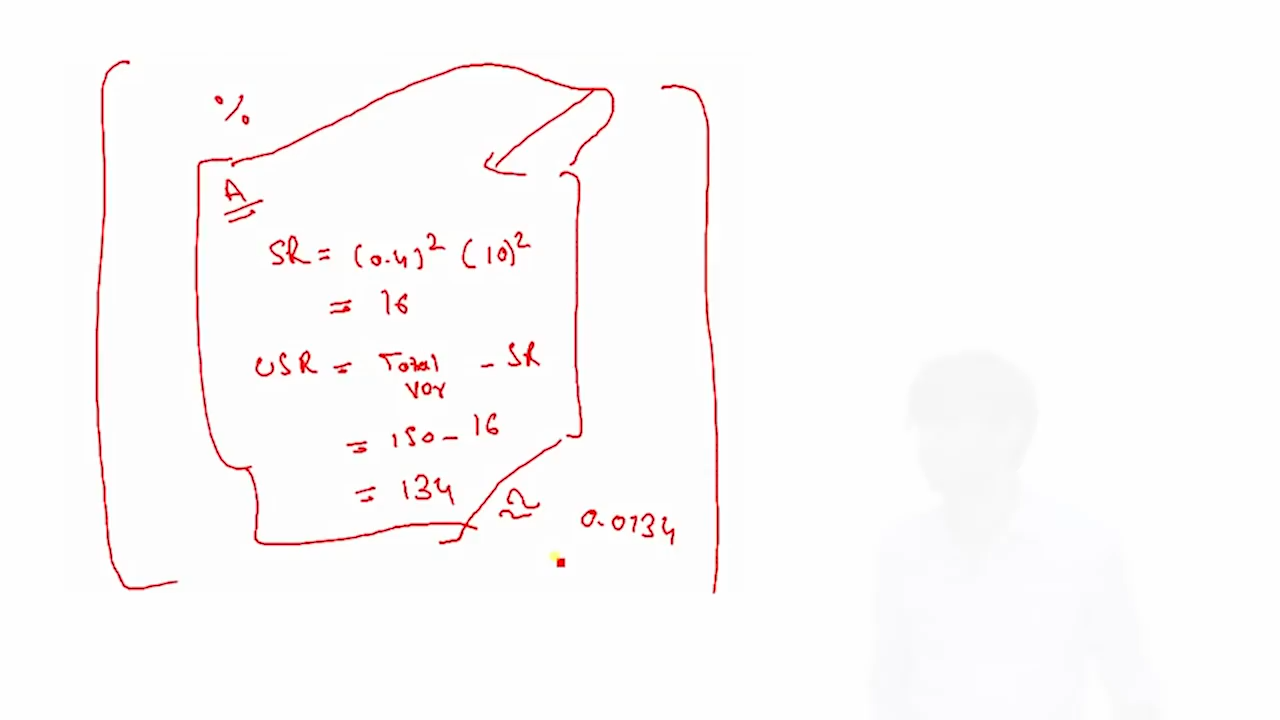 %
A
SR = (0.4)² (10)²
= 16
USR = Total Var - SR
= 150 - 16
= 134
≈ 0.0134